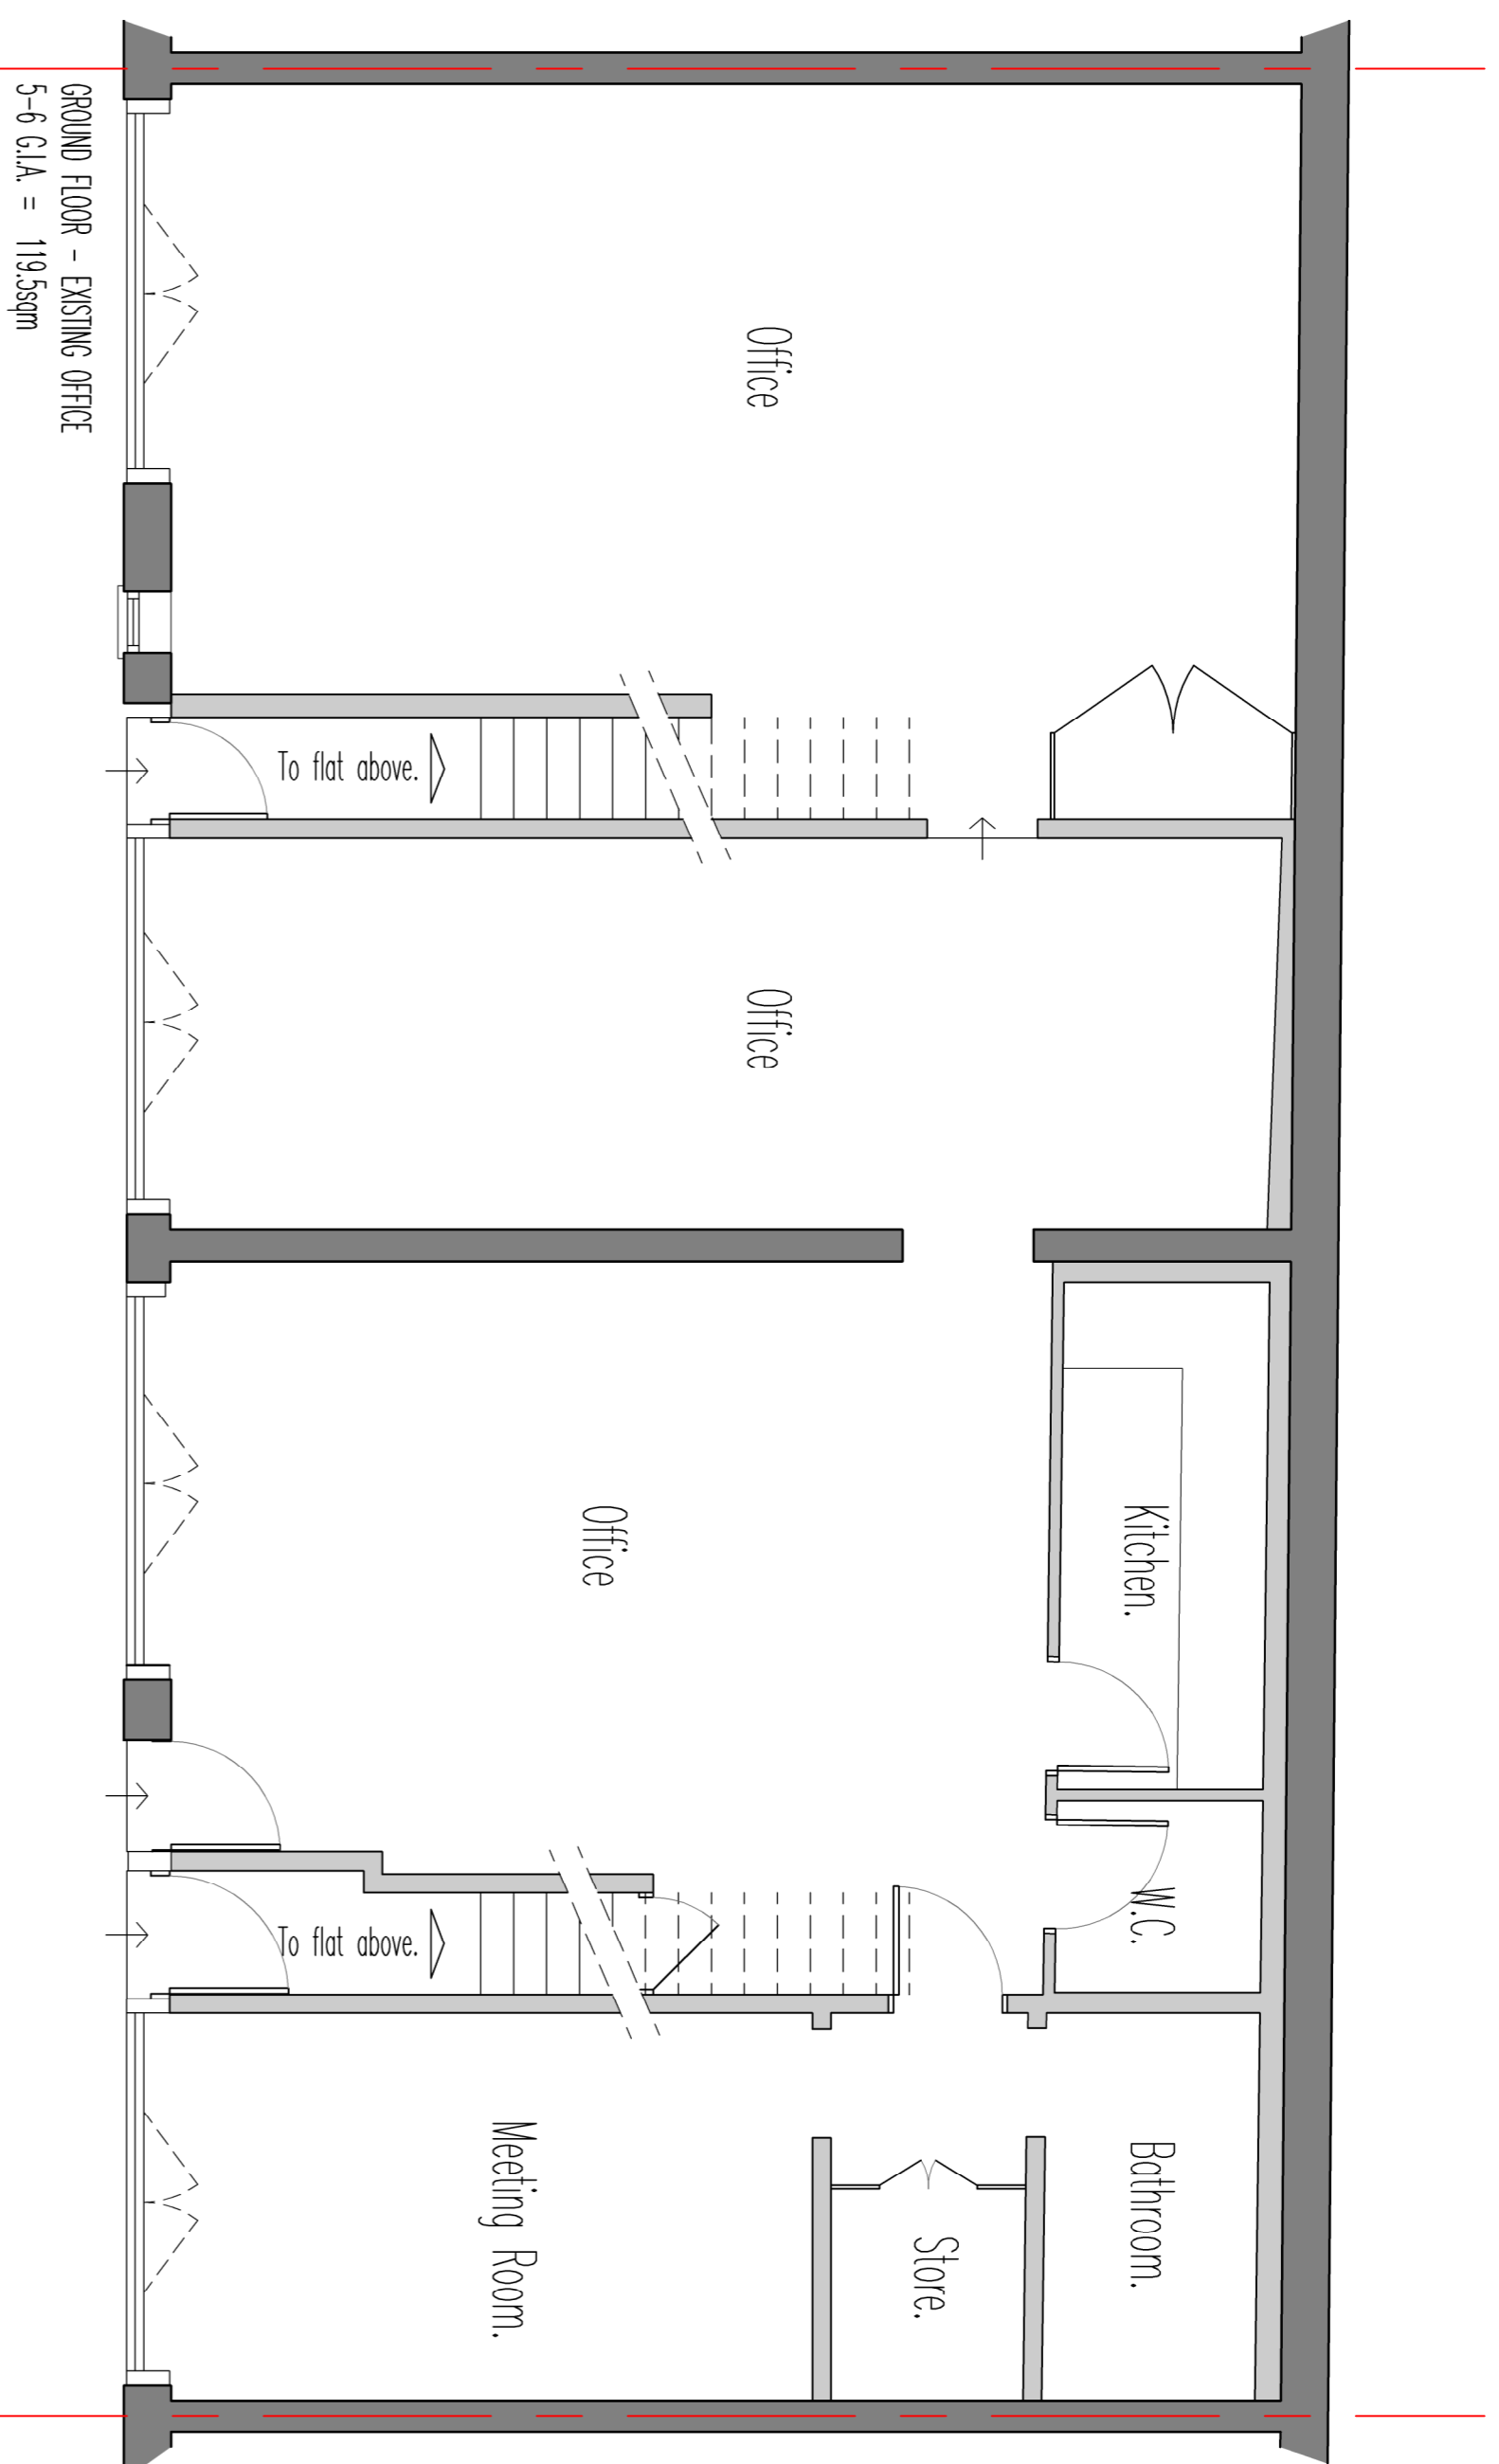 Office
To flat above.
Office
Office
Kitchen.
W.C.
To flat above.
Bathroom.
Store.
Meeting Room.
GROUND FLOOR - EXISTING OFFICE
5-6 G.I.A. = 119.5sqm